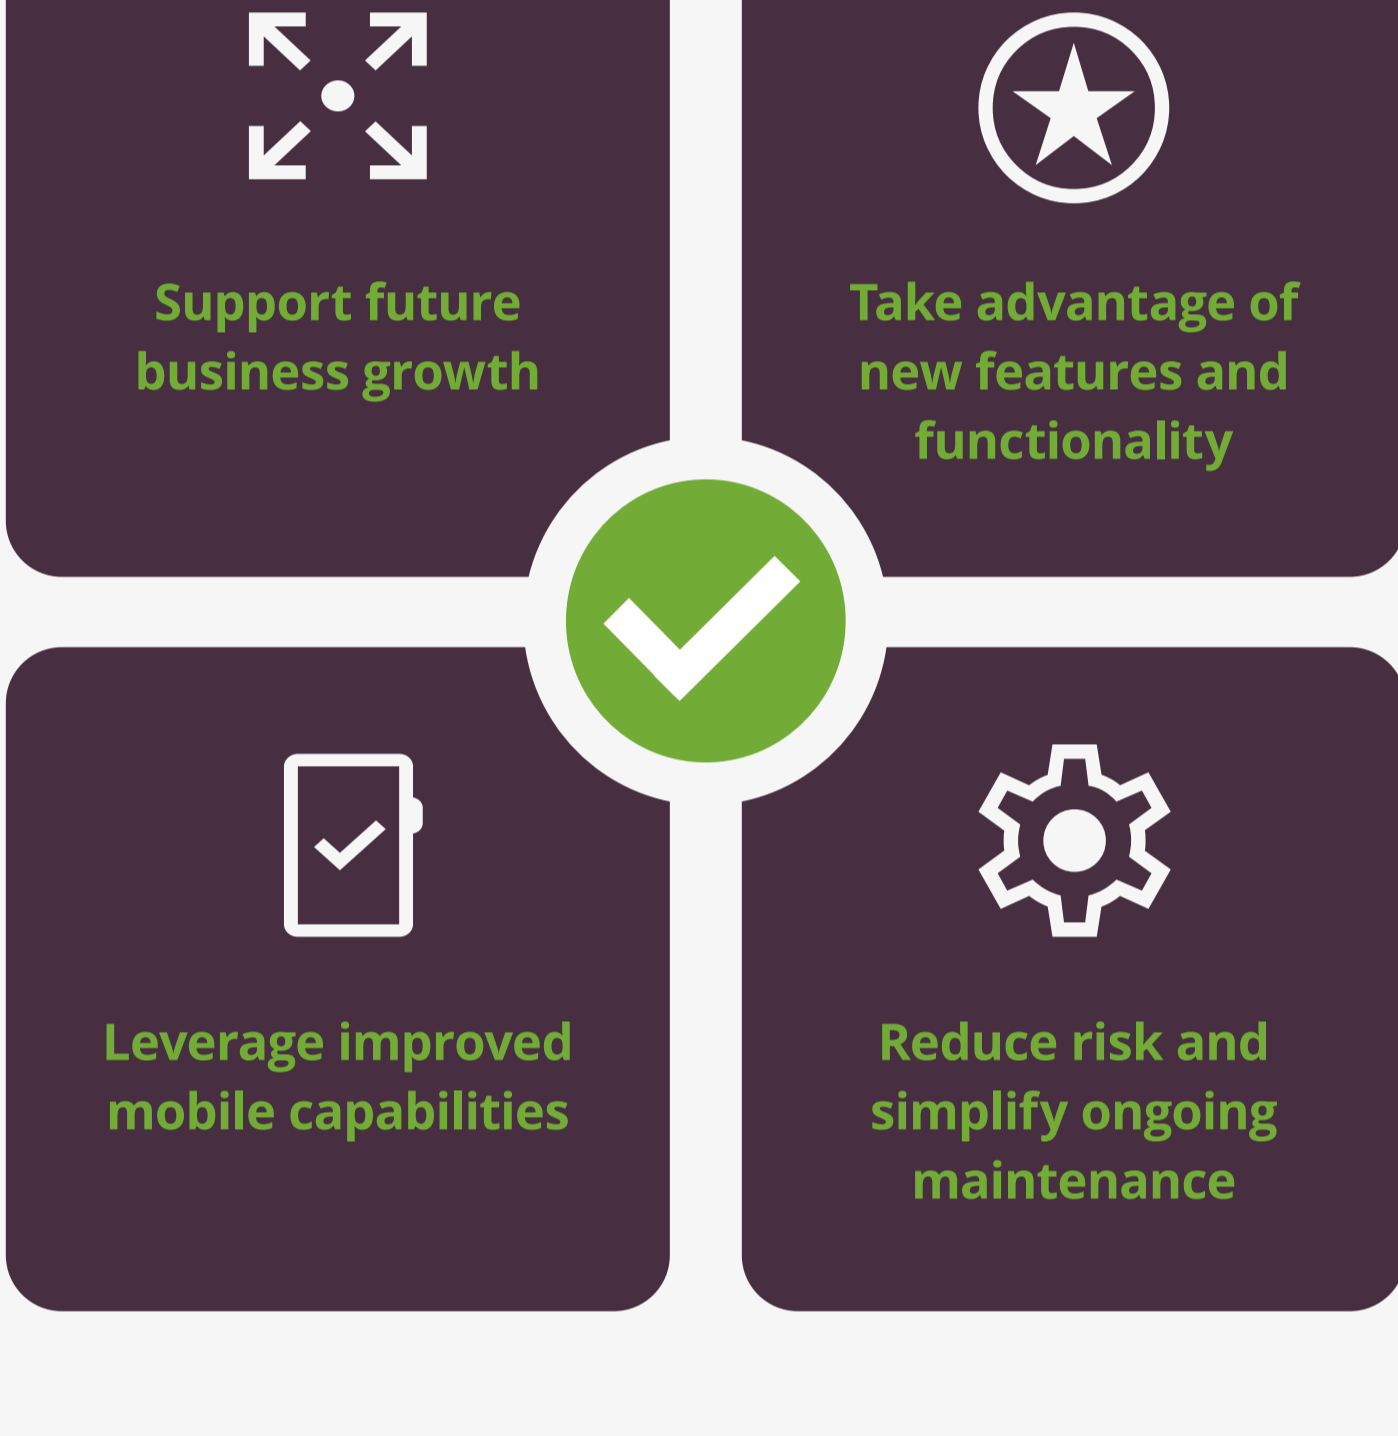 Support future
business growth
Take advantage of
new features and
functionality
Leverage improved
mobile capabilities
Reduce risk and
simplify ongoing
maintenance